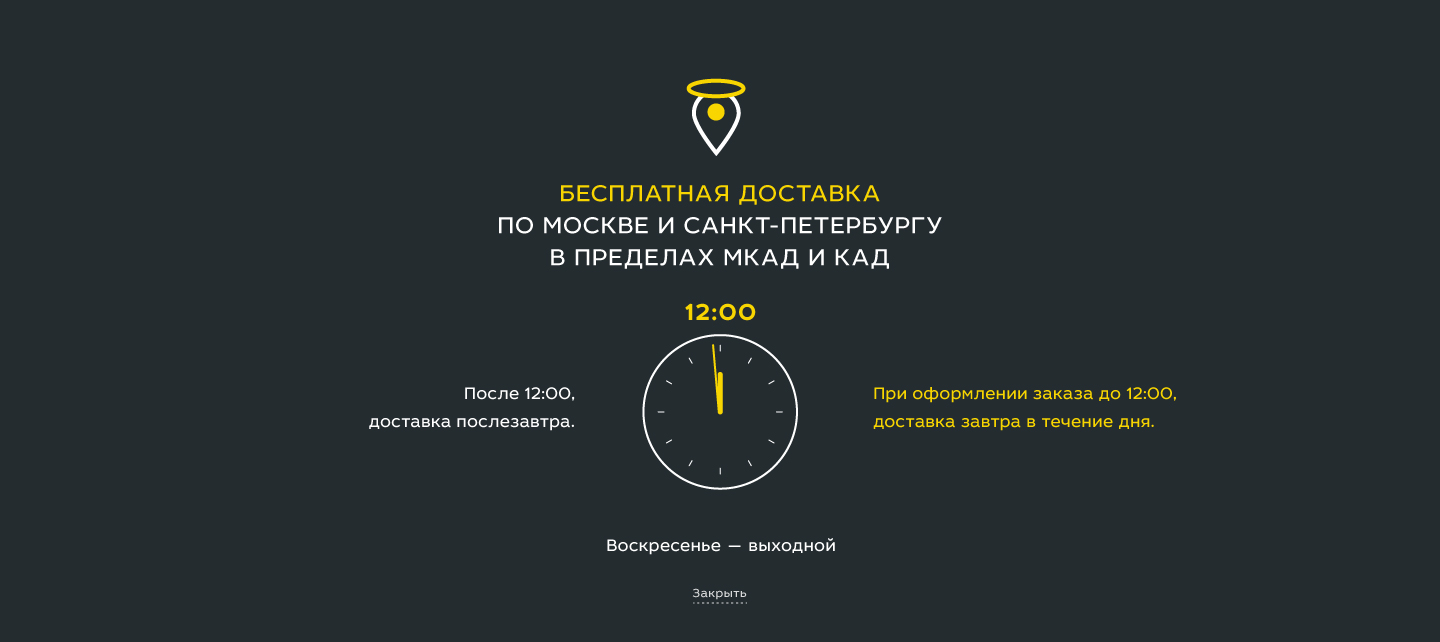 БЕСПЛАТНАЯ ДОСТАВКА
ПО МОСКВЕ И САНКТ-ПЕТЕРБУРГУ
В ПРЕДЕЛАХ МКАД И КАД
12:00
После 12:00,
доставка послезавтра.
При оформлении заказа до 12:00,
доставка завтра в течение дня.
Воскресенье — выходной
Закрыть